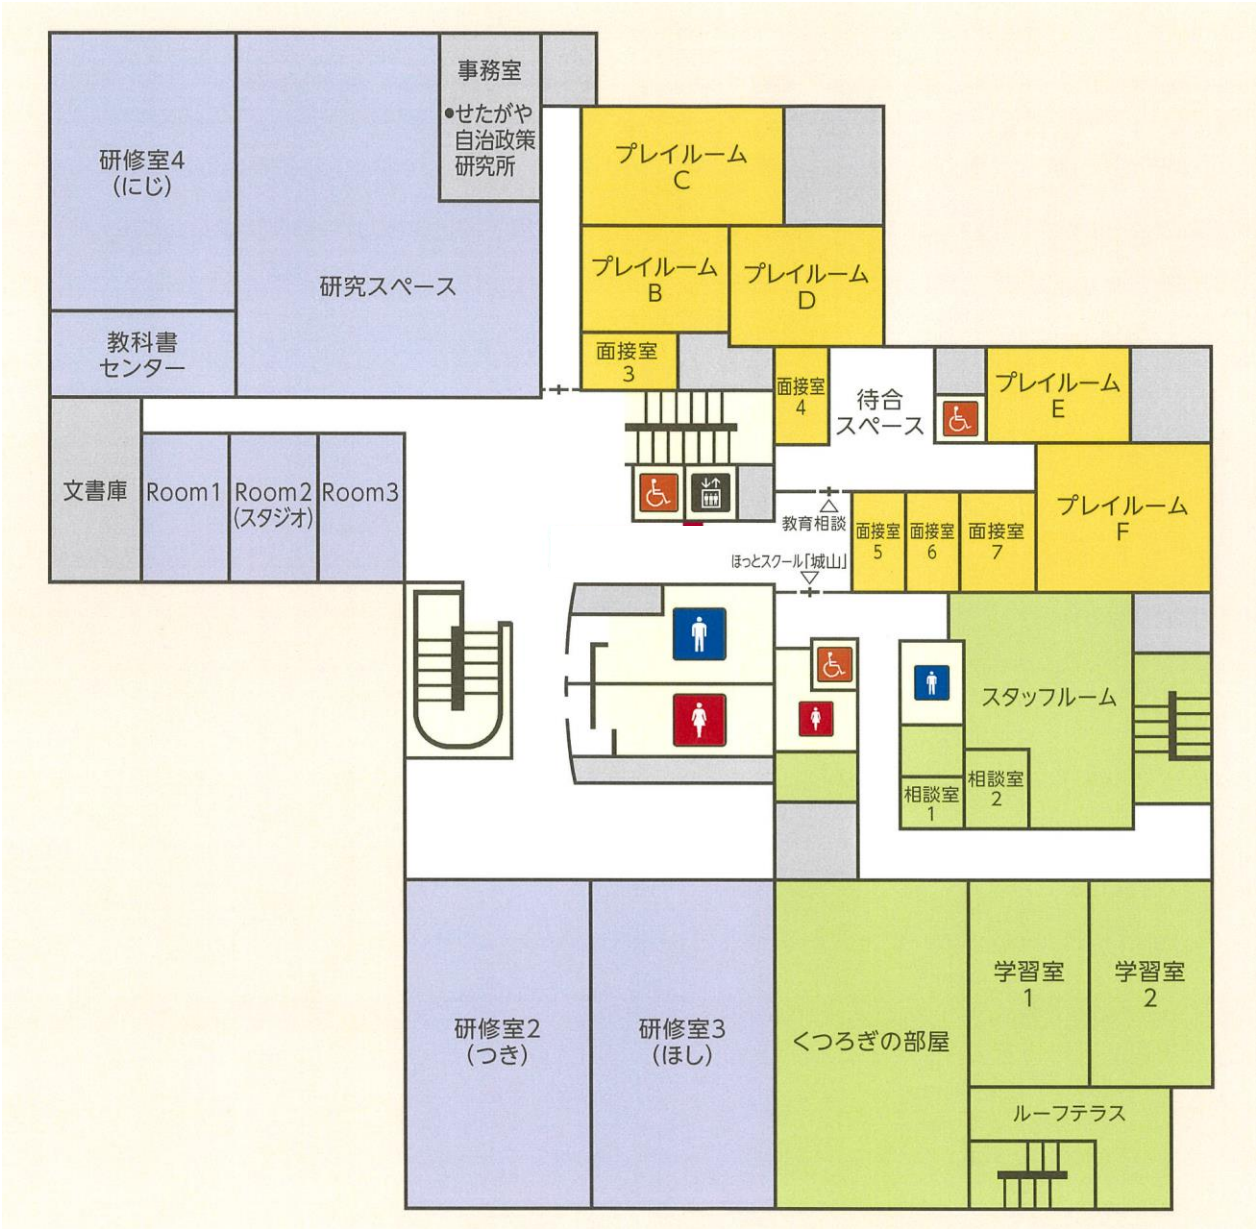 事務室
●せたがや
自治政策
研究所
研修室4
(にじ)
プレイルーム
C
研究スペース
プレイルーム
B
プレイルーム
D
教科書
センター
面接室
3
面接室
4
待合
スペース
プレイルーム
E
文書庫
Room1
Room2
(スタジオ)
Room3
教育相談
面接室
5
面接室
6
面接室
7
プレイルーム
F
ほっとスクール「城山」
スタッフルーム
相談室
1
相談室
2
研修室2
(つき)
研修室3
(ほし)
くつろぎの部屋
学習室
1
学習室
2
ルーフテラス